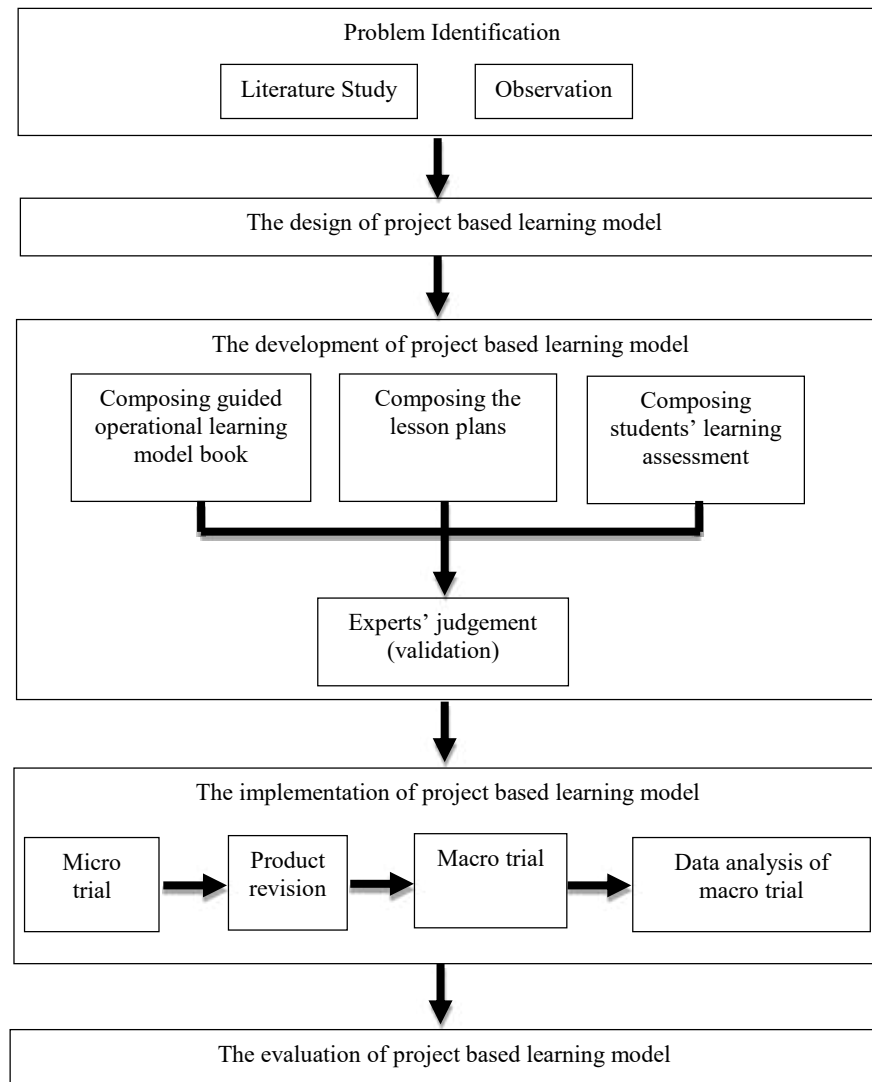 Problem Identification
Literature Study
Observation
The design of project based learning model
The development of project based learning model
Composing guided
operational learning
model book
Composing the
lesson plans
Composing
students’ learning
assessment
Experts’ judgement
(validation)
The implementation of project based learning model
Micro
trial
Product
revision
Macro trial
Data analysis of
macro trial
The evaluation of project based learning model